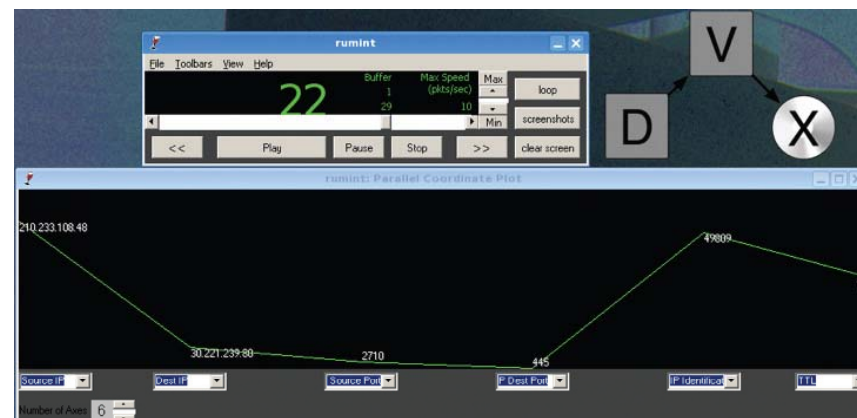 rumint
File Toolbars View Help
22
Buffer
1
29
Max Speed
(pkts/sec)
10
Max
Min
loop
screenshots
clear screen
<< Play Pause Stop >>
V
D
X
rumint: Parallel Coordinate Plot
210.233.108.48
30.221.239.80
2710
445
49809
Source IP Dest IP Source Port P Dest Port IP Identificat TTL
Number of Axes 6